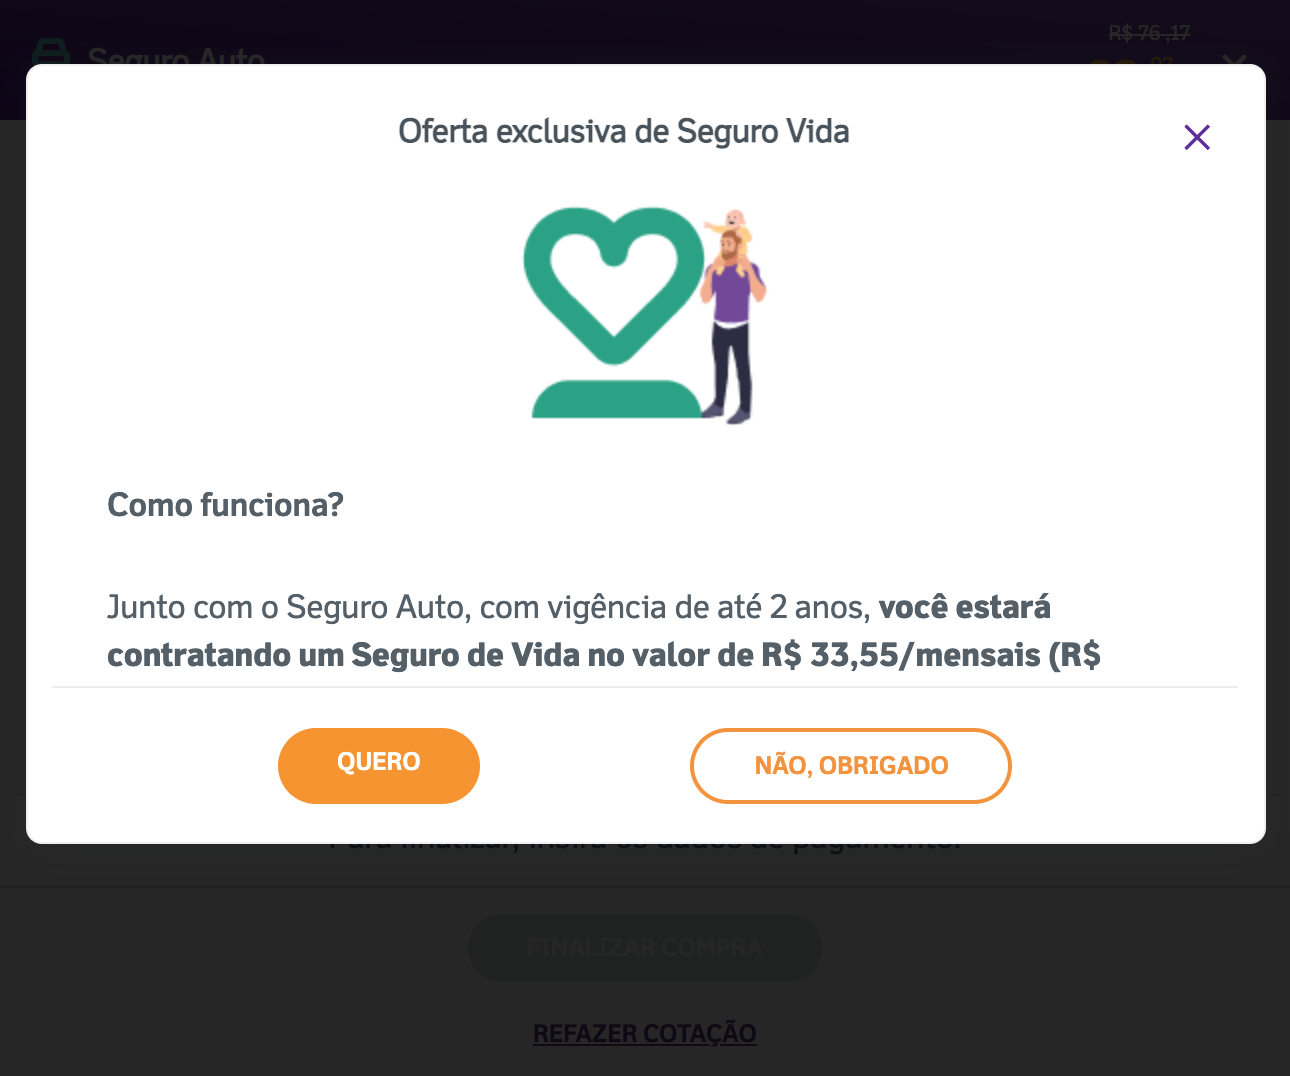 R$ 76 ,17
Seguro Auto
Oferta exclusiva de Seguro Vida
Como funciona?
Junto com o Seguro Auto, com vigência de até 2 anos, você estará
contratando um Seguro de Vida no valor de R$ 33,55/mensais (R$
QUERO
NÃO, OBRIGADO
Para finalizar, insira os dados de pagamento:
FINALIZAR COMPRA
REFAZER COTAÇÃO